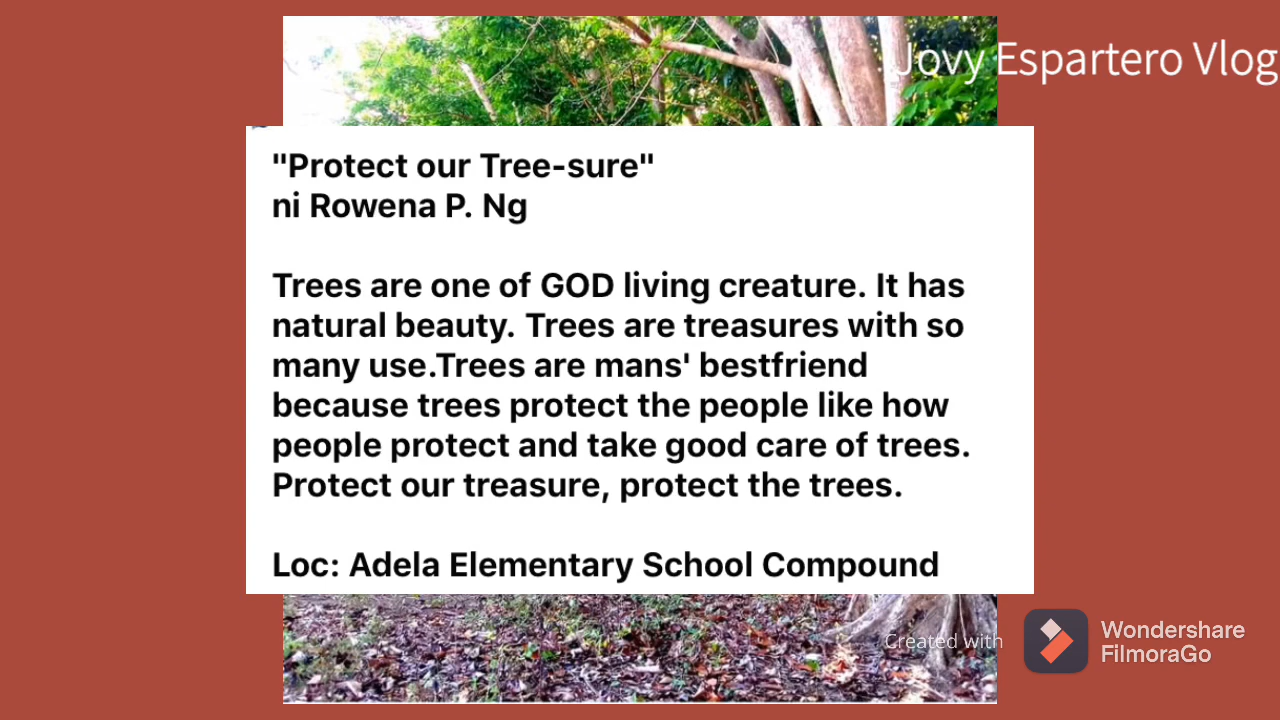 Jovy Espartero Vlog
"Protect our Tree-sure"
ni Rowena P. Ng
Trees are one of GOD living creature. It has
natural beauty. Trees are treasures with so
many use.Trees are mans' bestfriend
because trees protect the people like how
people protect and take good care of trees.
Protect our treasure, protect the trees.
Loc: Adela Elementary School Compound
Created with
Wondershare
FilmoraGo